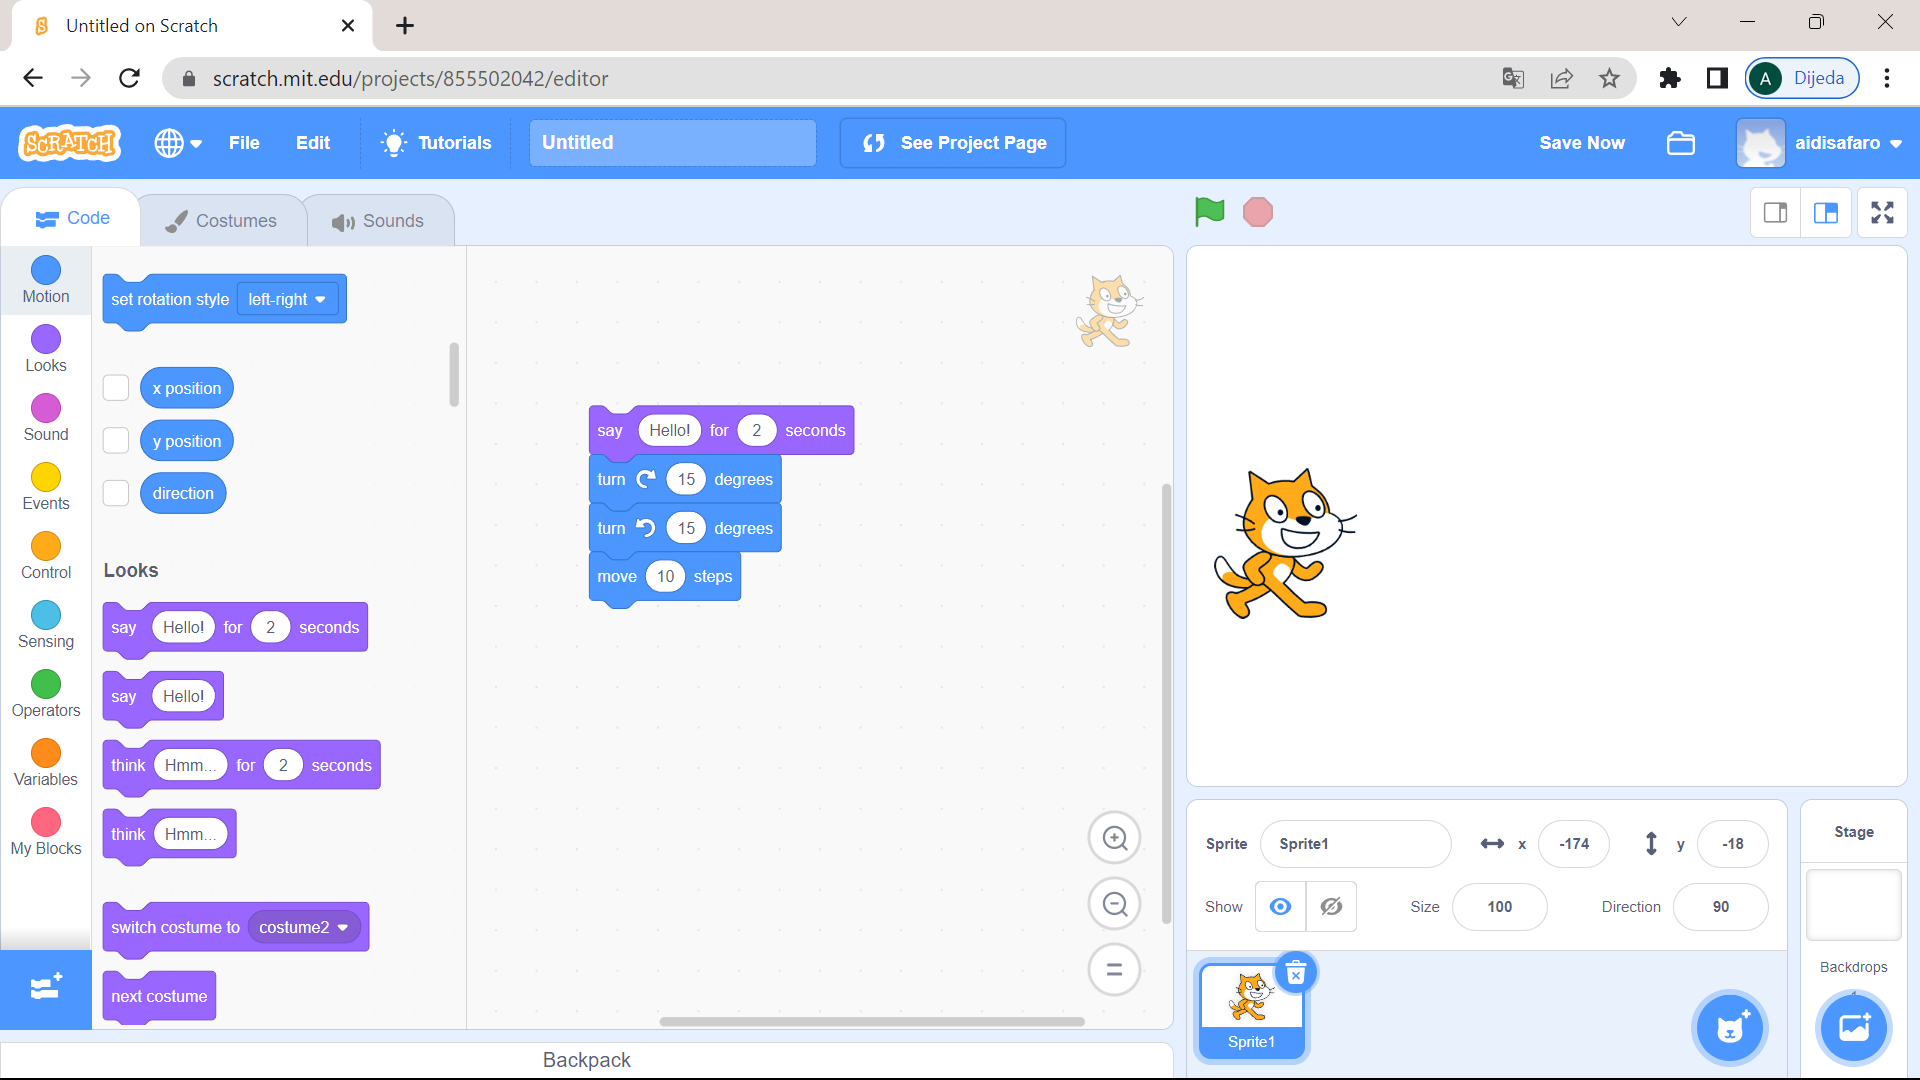 Untitled on Scratch
scratch.mit.edu/projects/855502042/editor
A Dijeda
SCRATCH File Edit Tutorials Untitled See Project Page Save Now aidisafaro
Code Costumes Sounds
Motion
Looks
Sound
Events
Control
Sensing
Operators
Variables
My Blocks
set rotation style left-right
x position
y position
direction
Looks
say Hello! for 2 seconds
say Hello!
think Hmm... for 2 seconds
think Hmm...
switch costume to costume2
next costume
say Hello! for 2 seconds
turn 15 degrees
turn 15 degrees
move 10 steps
Backpack
Sprite Sprite1 x -174 y -18
Show Size 100 Direction 90
Sprite1
Stage
Backdrops